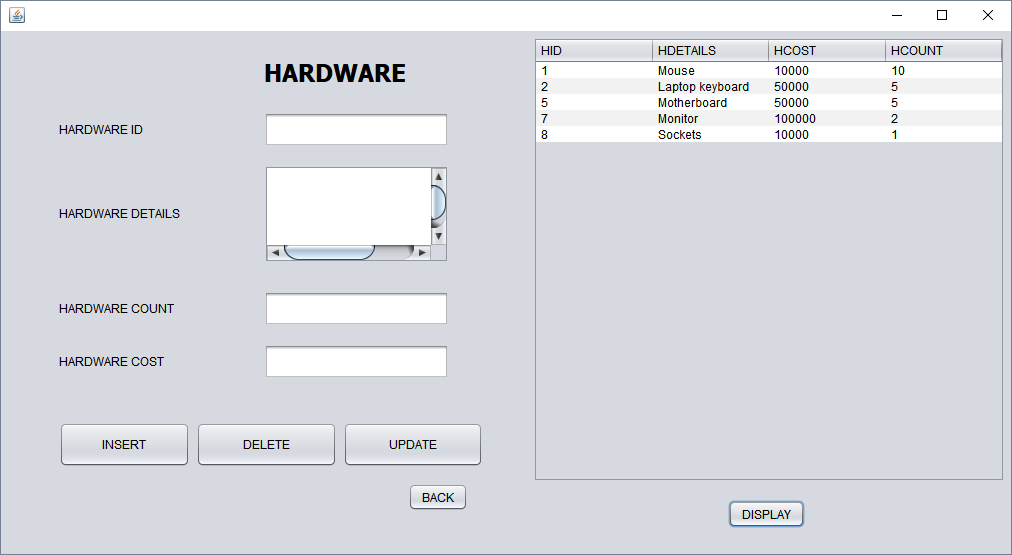 HARDWARE
HARDWARE ID
HARDWARE DETAILS
HARDWARE COUNT
HARDWARE COST
INSERT DELETE UPDATE
BACK
HID HDETAILS HCOST HCOUNT
1 Mouse 10000 10
2 Laptop keyboard 50000 5
5 Motherboard 50000 5
7 Monitor 100000 2
8 Sockets 10000 1
DISPLAY